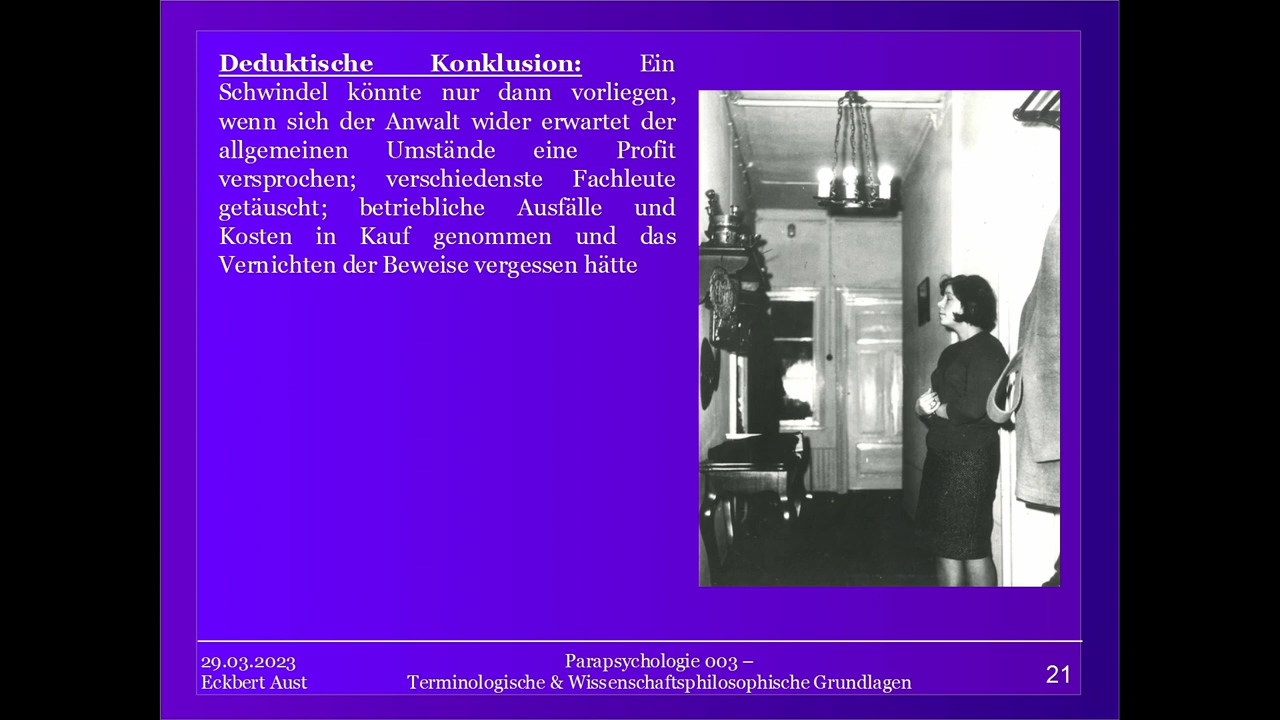 Deduktische Konklusion: Ein
Schwindel könnte nur dann vorliegen,
wenn sich der Anwalt wider erwartet der
allgemeinen Umstände eine Profit
versprochen; verschiedenste Fachleute
getäuscht; betriebliche Ausfälle und
Kosten in Kauf genommen und das
Vernichten der Beweise vergessen hätte
29.03.2023
Eckbert Aust
Parapsychologie 003 –
Terminologische & Wissenschaftsphilosophische Grundlagen
21